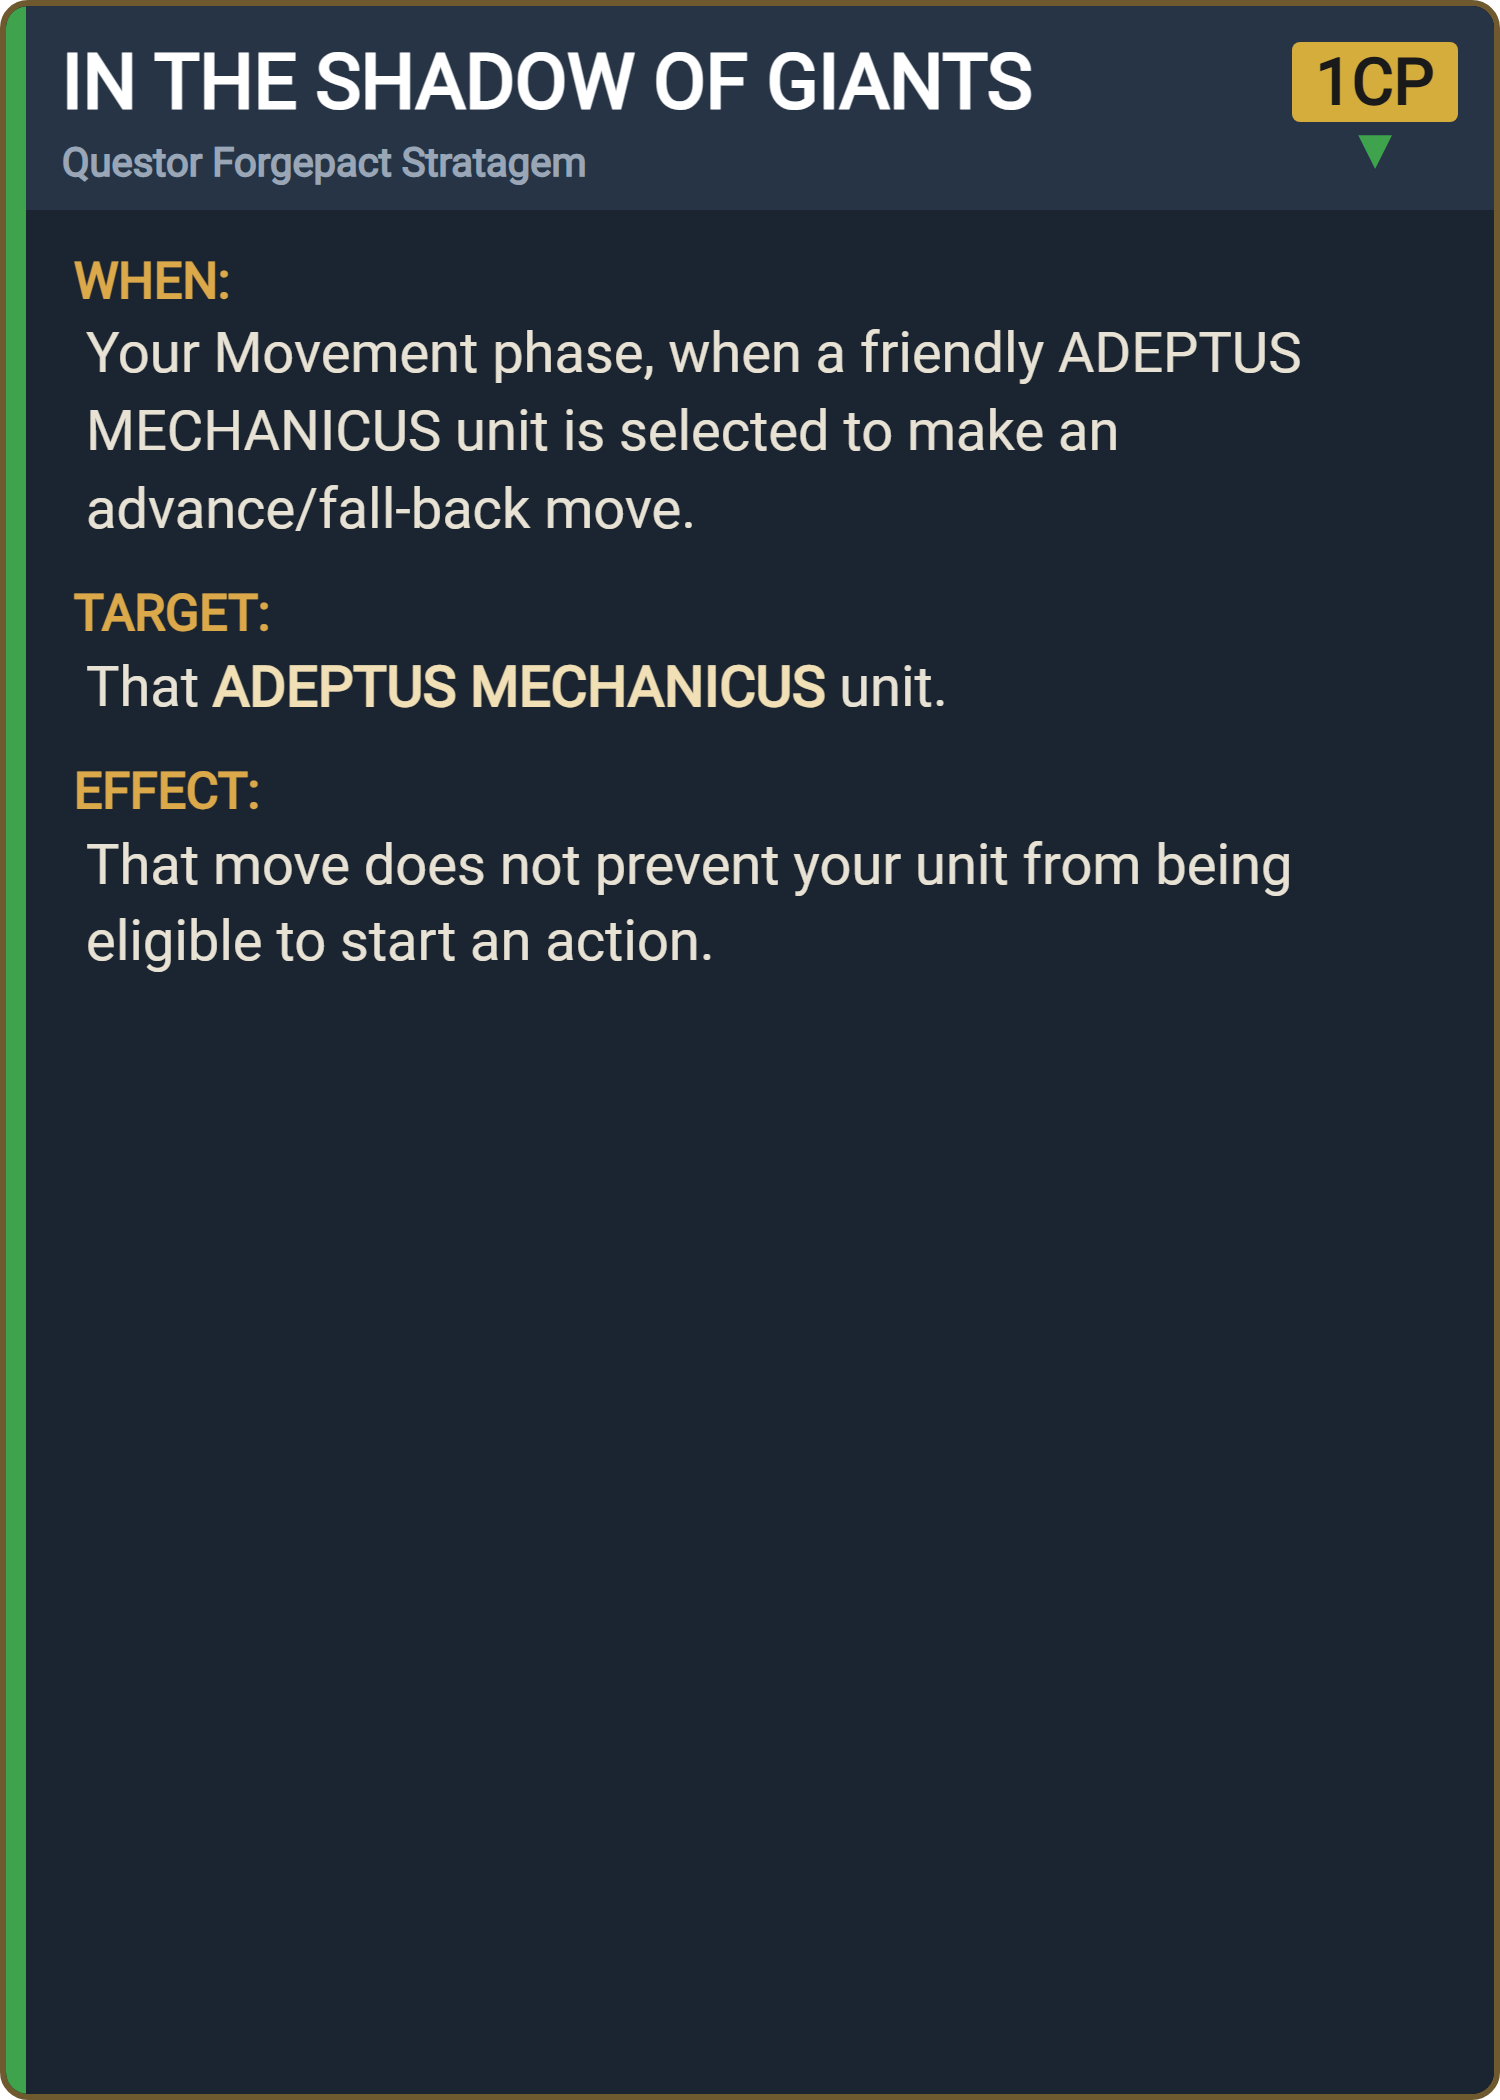 IN THE SHADOW OF GIANTS
1CP
Questor Forgepact Stratagem
WHEN:
Your Movement phase, when a friendly ADEPTUS
MECHANICUS unit is selected to make an
advance/fall-back move.
TARGET:
That ADEPTUS MECHANICUS unit.
EFFECT:
That move does not prevent your unit from being
eligible to start an action.